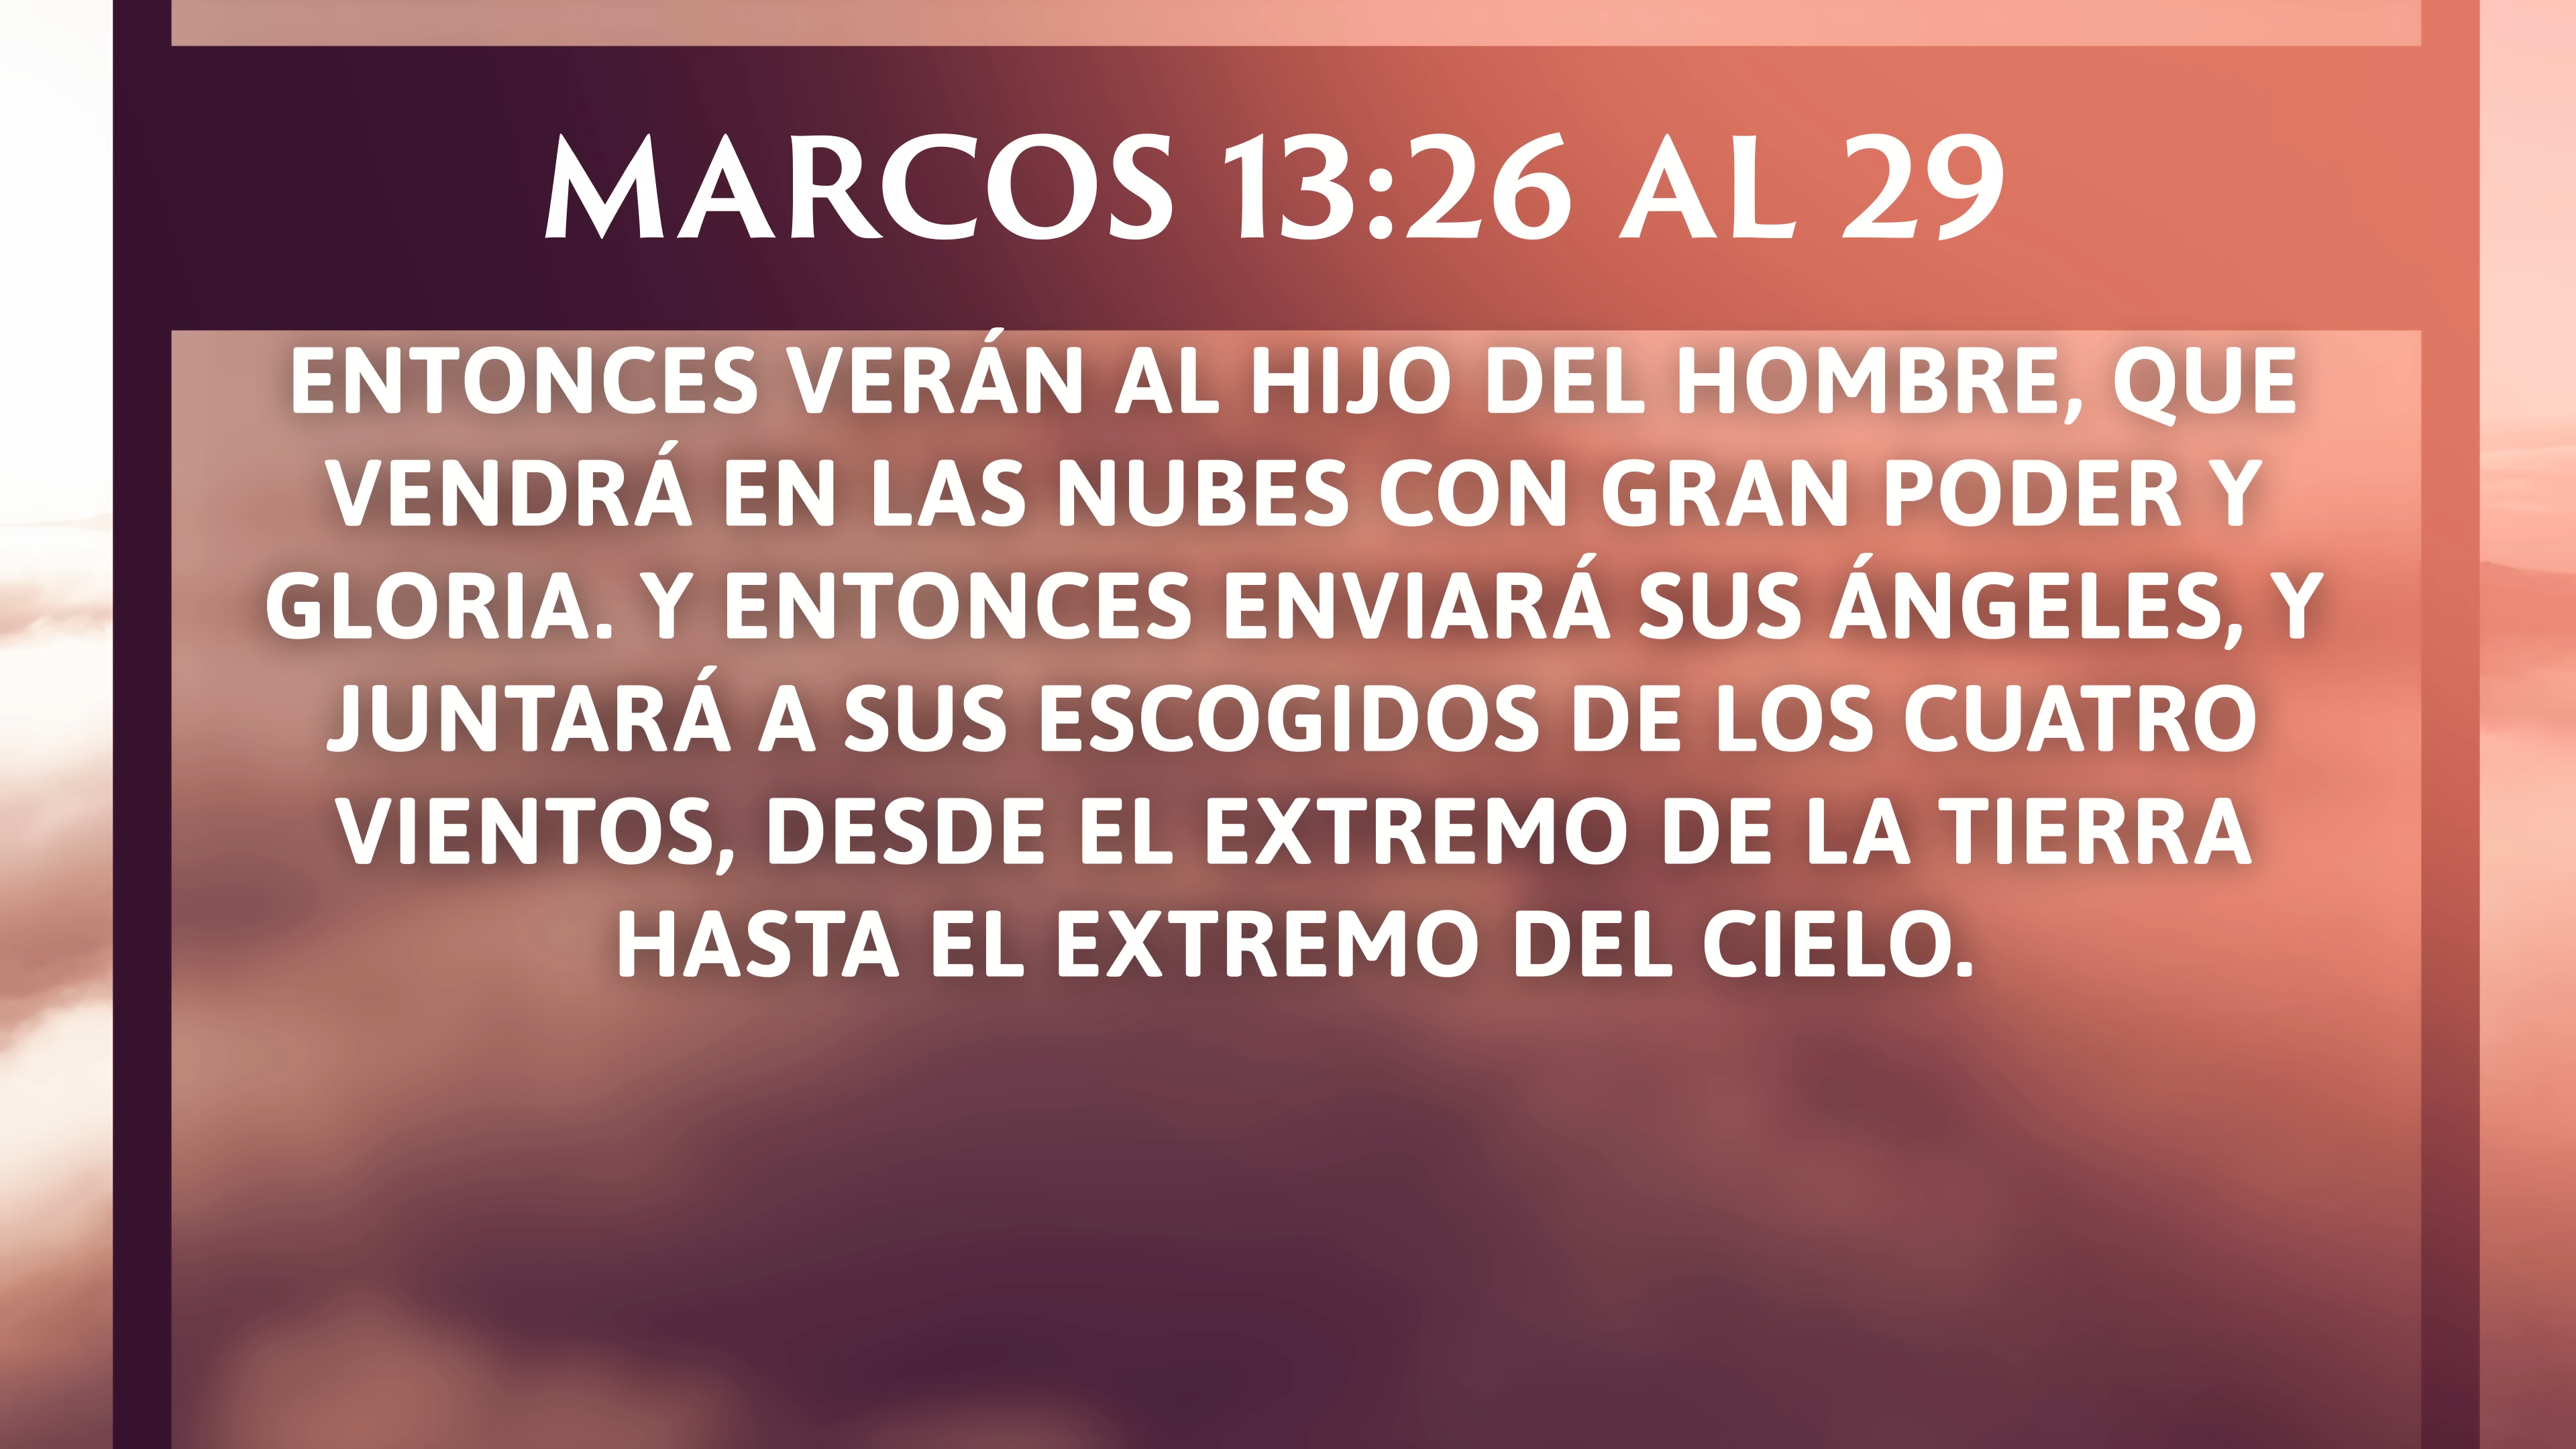 MARCOS 13:26 AL 29
ENTONCES VERÁN AL HIJO DEL HOMBRE, QUE
VENDRÁ EN LAS NUBES CON GRAN PODER Y
GLORIA. Y ENTONCES ENVIARÁ SUS ÁNGELES, Y
JUNTARÁ A SUS ESCOGIDOS DE LOS CUATRO
VIENTOS, DESDE EL EXTREMO DE LA TIERRA
HASTA EL EXTREMO DEL CIELO.